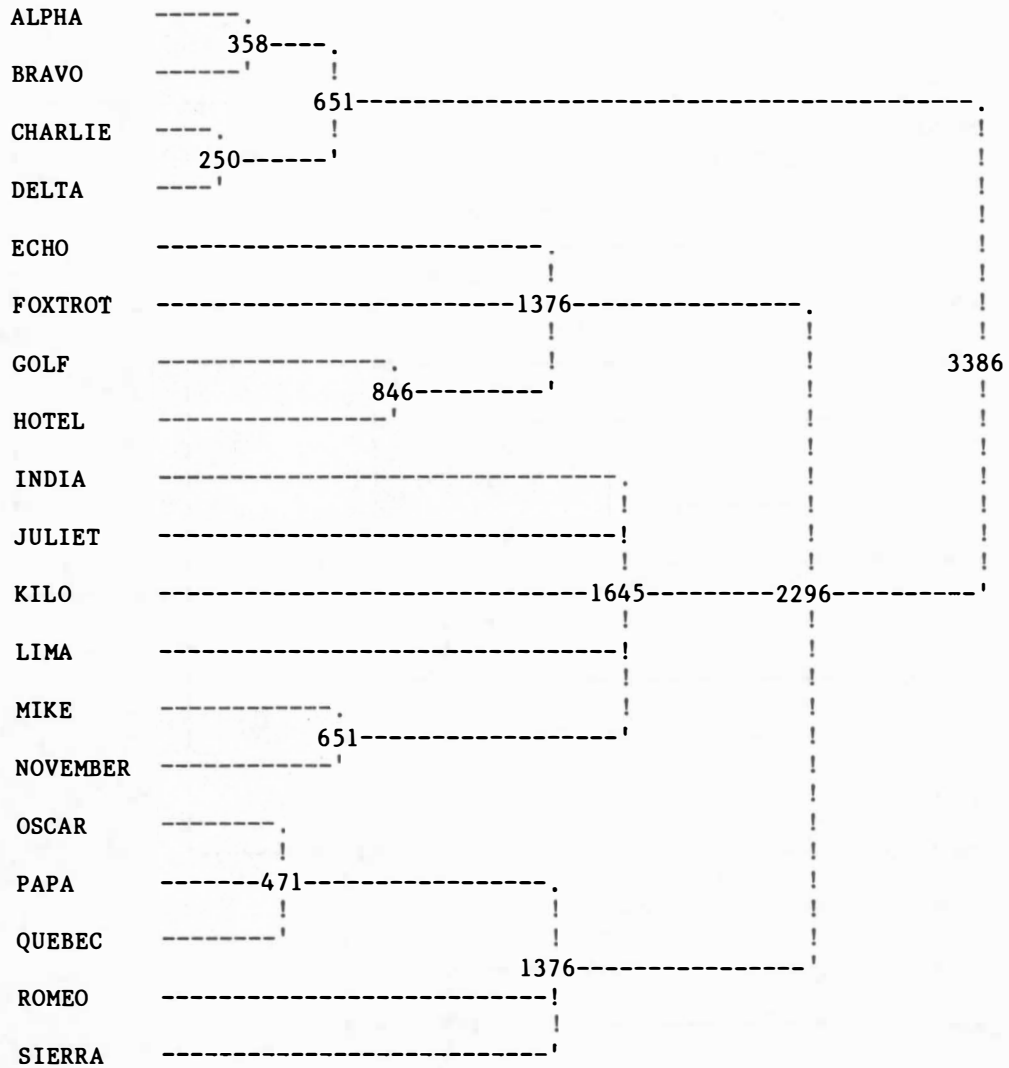 ALPHA
358
BRAVO
651
CHARLIE
250
DELTA
ECHO
FOXTROT 1376
GOLF 3386
846
HOTEL
INDIA
JULIET
KILO 1645 2296
LIMA
MIKE
651
NOVEMBER
OSCAR
PAPA 471
QUEBEC
1376
ROMEO
SIERRA